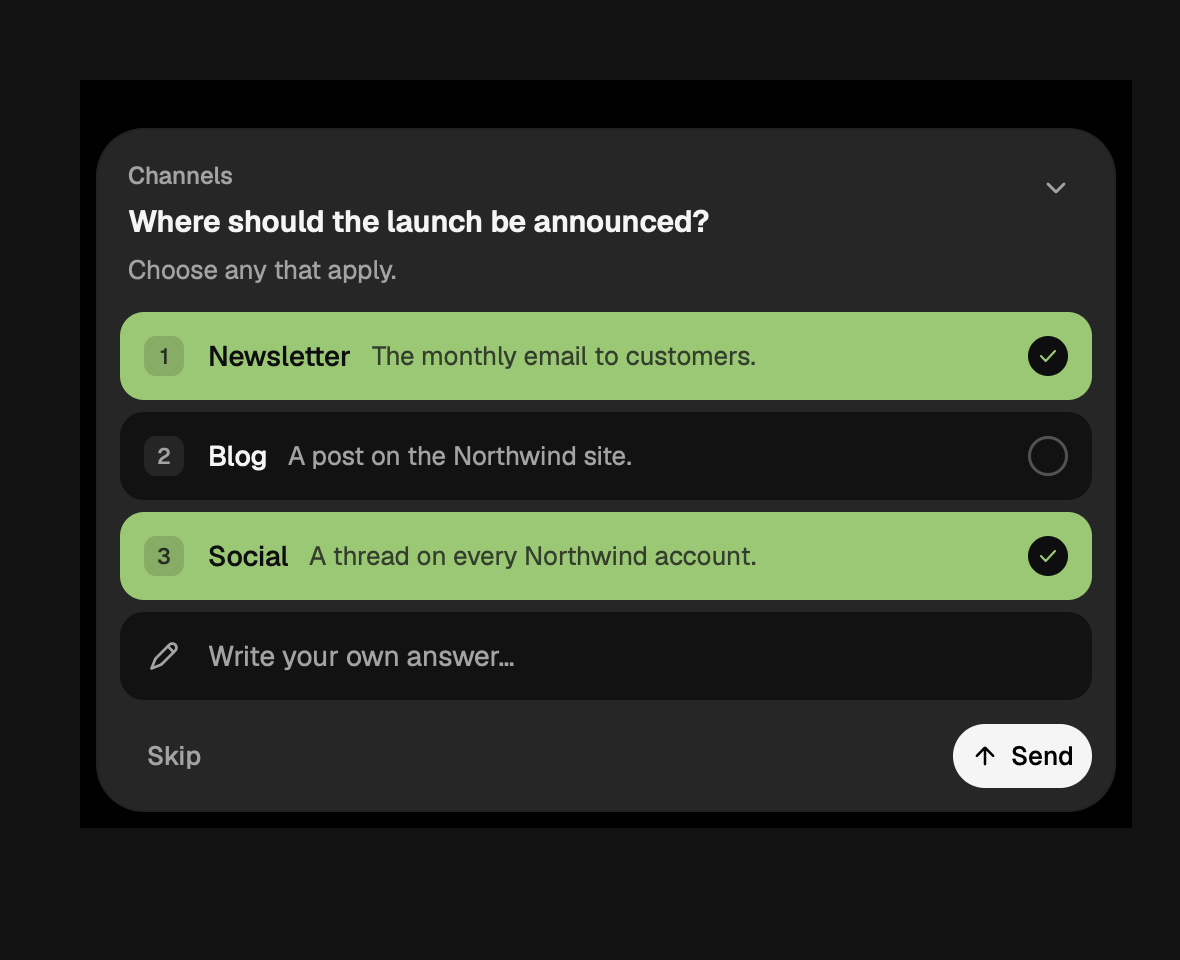 Channels
Where should the launch be announced?
Choose any that apply.
1 Newsletter The monthly email to customers.
2 Blog A post on the Northwind site.
3 Social A thread on every Northwind account.
Write your own answer...
Skip
Send